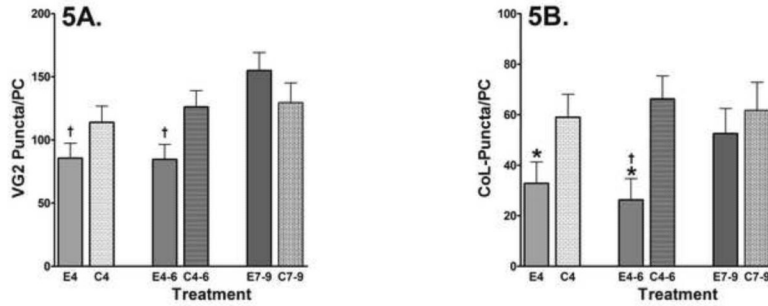 5A.
VG2 Puncta/PC
200
150
100
50
0
† †
E4 C4 E4-6 C4-6 E7-9 C7-9
Treatment
5B.
CoL-Puncta/PC
100
80
60
40
20
0
* † *
E4 C4 E4-6 C4-6 E7-9 C7-9
Treatment